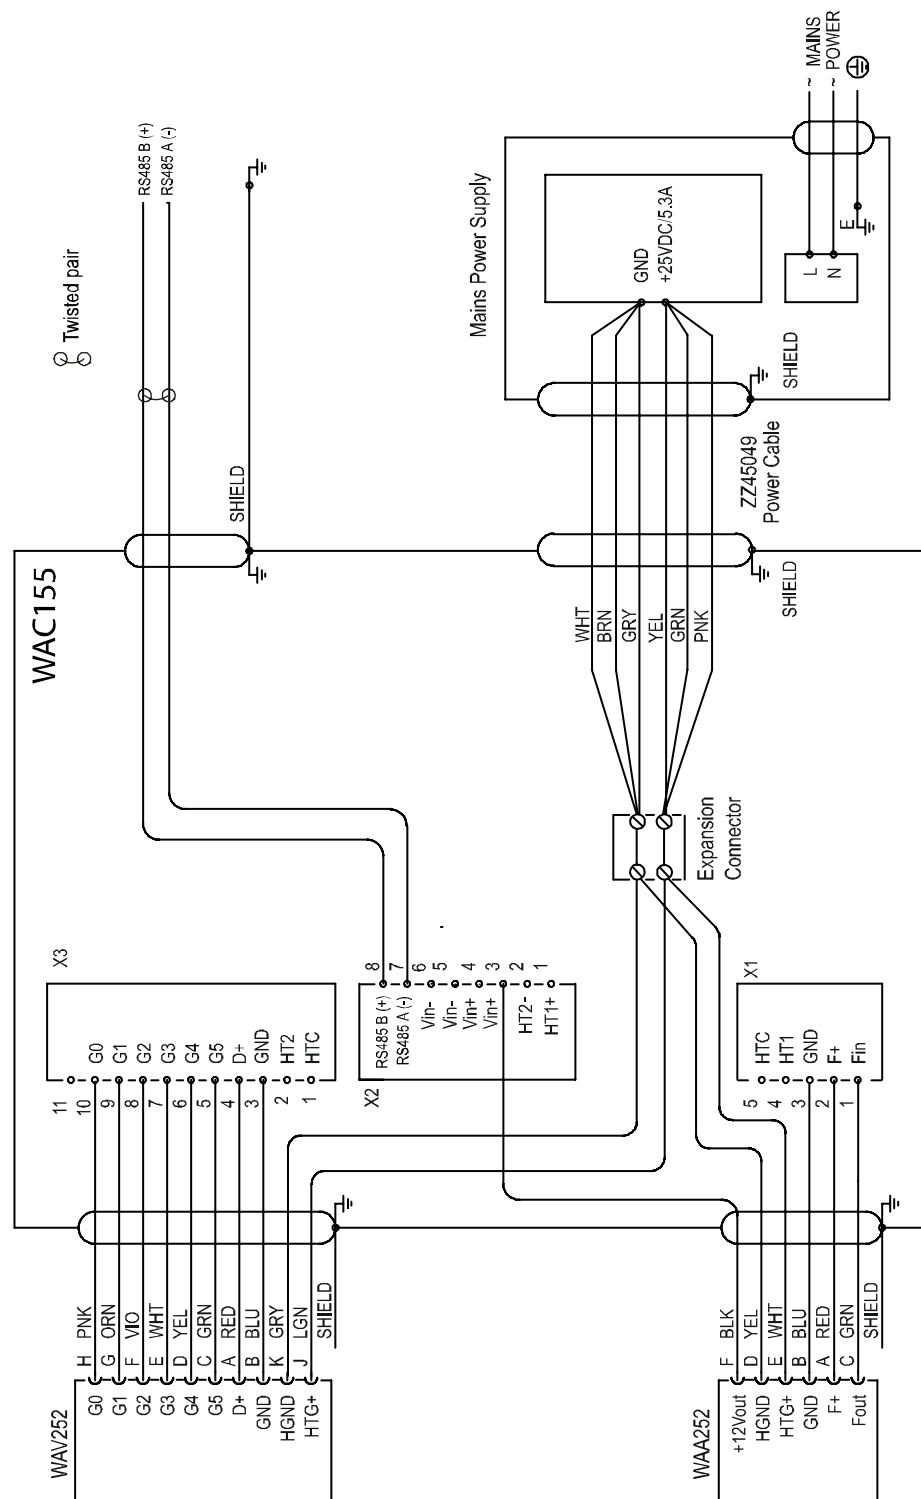 WAV252
G0
G1
G2
G3
G4
G5
D+
GND
HGND
HTG+
H PNK
G ORN
F VIO
E WHT
D YEL
C GRN
A RED
B BLU
K GRY
J LGN
SHIELD
WAA252
+12Vout
HGND
HTG+
GND
F+
Fout
F BLK
D YEL
E WHT
B BLU
A RED
C GRN
SHIELD
X3
11
10 G0
9 G1
8 G2
7 G3
6 G4
5 G5
4 D+
3 GND
2 HT2
1 HTC
X2
RS485 B (+) 8
RS485 A (-) 7
Vin- 6
Vin- 5
Vin+ 4
Vin+ 3
HT2- 2
HT1+ 1
X1
5 HTC
4 HT1
3 GND
2 F+
1 Fin
Expansion
Connector
WAC155
SHIELD
WHT
BRN
GRY
YEL
GRN
PNK
SHIELD
ZZ45049
Power Cable
SHIELD
Twisted pair
RS485 B (+)
RS485 A (-)
Mains Power Supply
GND
+25VDC/5.3A
L
N
E
~ MAINS
~ POWER